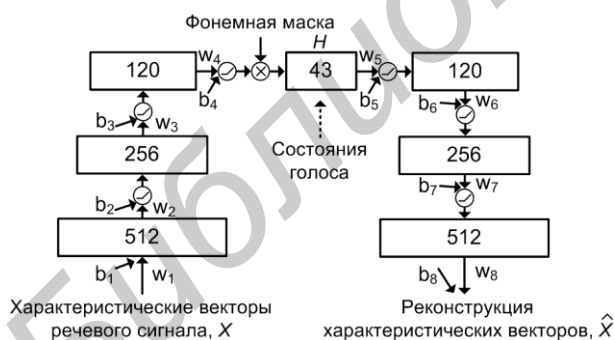 Фонемная маска
H
120
w4
b4
43
w5
b5
120
b3
w3
b6
w6
256
Состояния
голоса
256
b2
w2
b7
w7
512
512
b1
w1
b8
w8
Характеристические векторы
речевого сигнала, X
Реконструкция
характеристических векторов, X̂